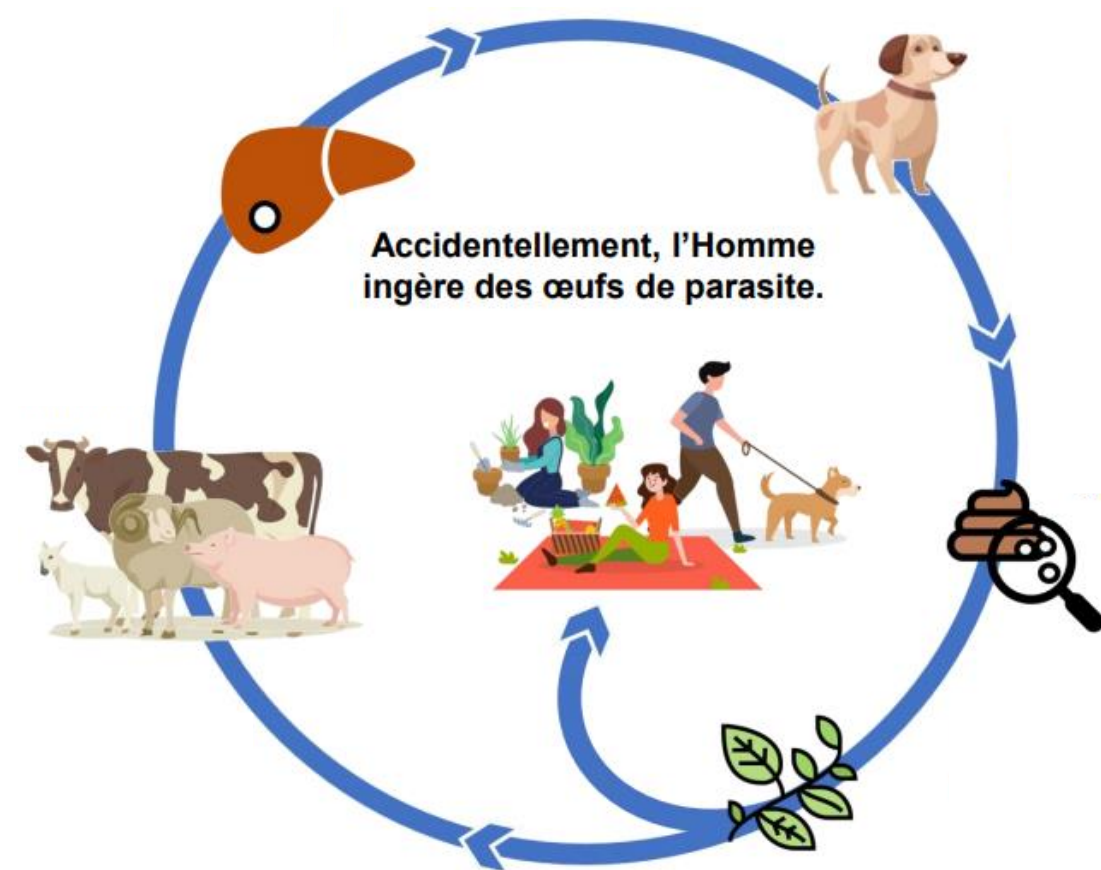 Accidentellement, l’Homme
ingère des œufs de parasite.